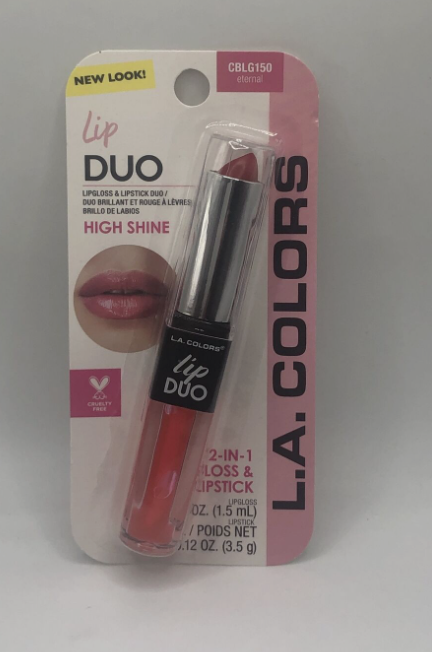 NEW LOOK!
CBLG150
eternal
Lip
DUO
LIPGLOSS & LIPSTICK DUO /
DUO BRILLANT ET ROUGE À LÈVRES
BRILLO DE LABIOS
HIGH SHINE
L.A. COLORS
L.A. COLORS®
lip
DUO
CRUELTY
FREE
2-IN-1
GLOSS &
LIPSTICK
LIPGLOSS
OZ. (1.5 mL)
LIPSTICK
/ POIDS NET
0.12 OZ. (3.5 g)